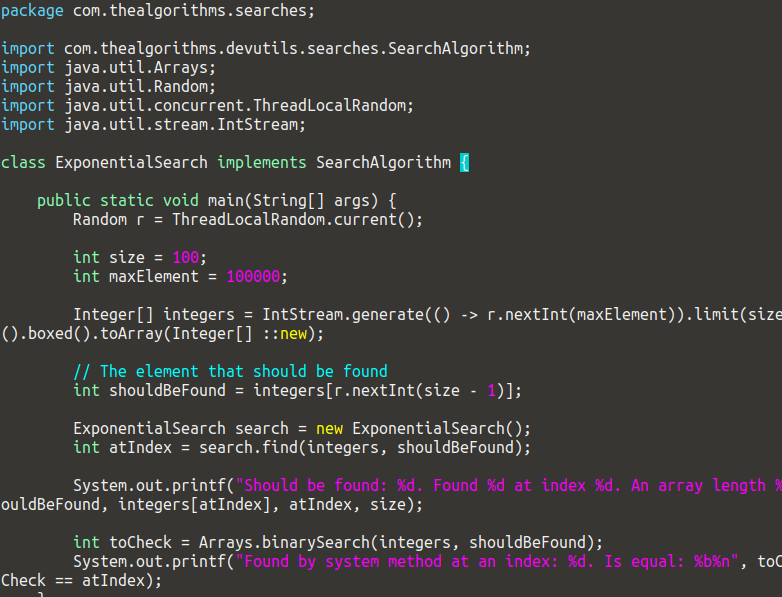 package com.thealgorithms.searches;
import com.thealgorithms.devutils.searches.SearchAlgorithm;
import java.util.Arrays;
import java.util.Random;
import java.util.concurrent.ThreadLocalRandom;
import java.util.stream.IntStream;
class ExponentialSearch implements SearchAlgorithm {
public static void main(String[] args) {
Random r = ThreadLocalRandom.current();
int size = 100;
int maxElement = 100000;
Integer[] integers = IntStream.generate(() -> r.nextInt(maxElement)).limit(size
().boxed().toArray(Integer[] ::new);
// The element that should be found
int shouldBeFound = integers[r.nextInt(size - 1)];
ExponentialSearch search = new ExponentialSearch();
int atIndex = search.find(integers, shouldBeFound);
System.out.printf("Should be found: %d. Found %d at index %d. An array length %
ouldBeFound, integers[atIndex], atIndex, size);
int toCheck = Arrays.binarySearch(integers, shouldBeFound);
System.out.printf("Found by system method at an index: %d. Is equal: %b%n", toC
Check == atIndex);